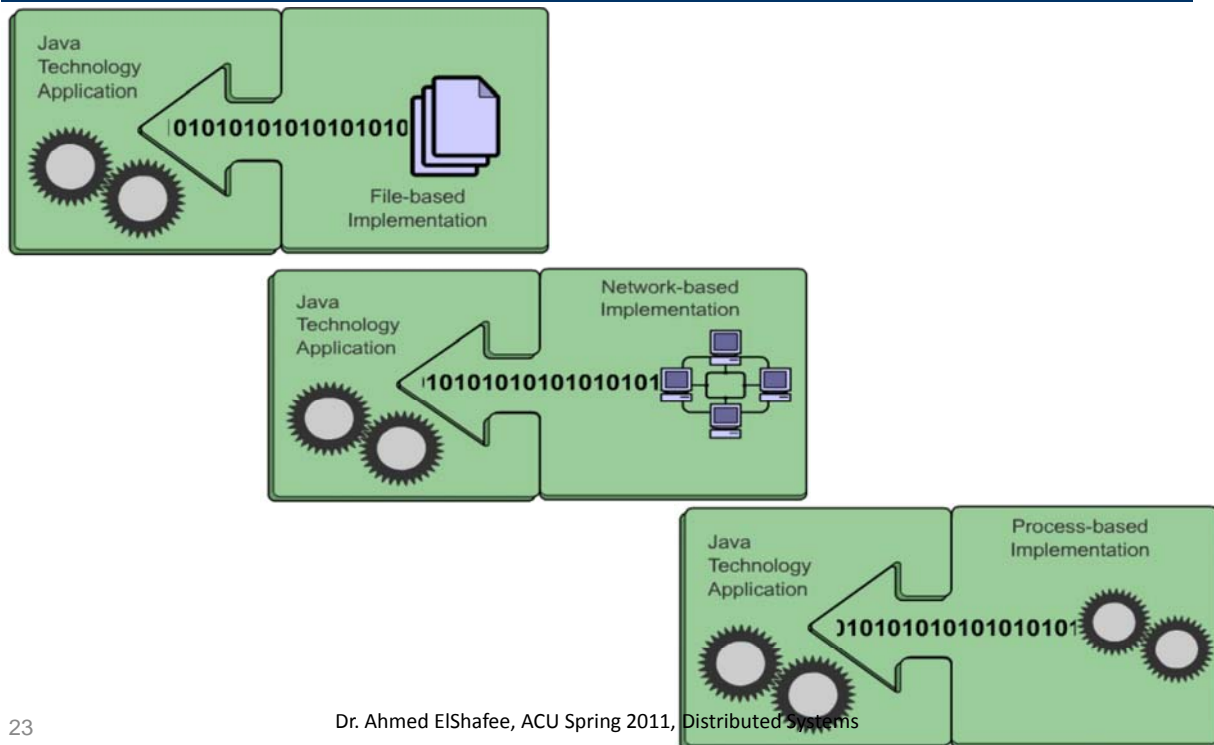 Java
Technology
Application
01010101010101010
File-based
Implementation
Java
Technology
Application
Network-based
Implementation
10101010101010101
Java
Technology
Application
Process-based
Implementation
01010101010101010
23
Dr. Ahmed ElShafee, ACU Spring 2011, Distributed Systems